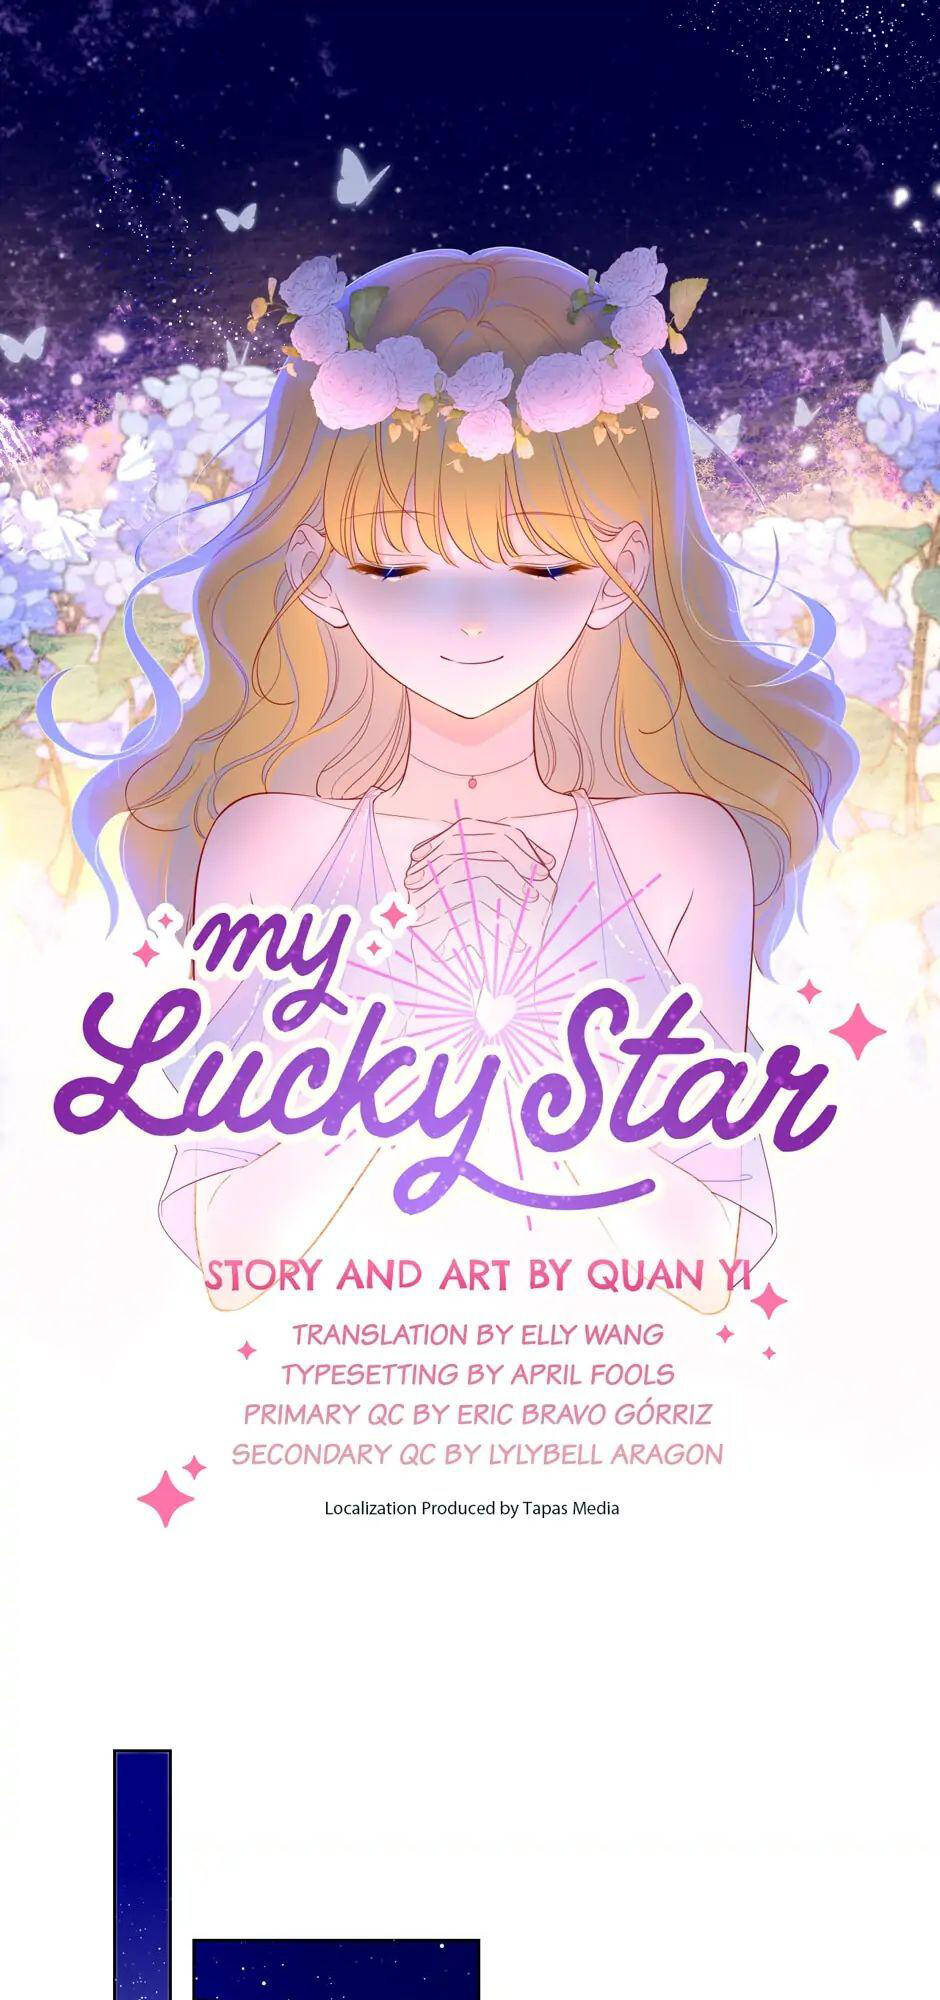 my
Lucky Star
STORY AND ART BY QUAN YI
TRANSLATION BY ELLY WANG
TYPESETTING BY APRIL FOOLS
PRIMARY QC BY ERIC BRAVO GÓRRIZ
SECONDARY QC BY LYLYBELL ARAGON
Localization Produced by Tapas Media